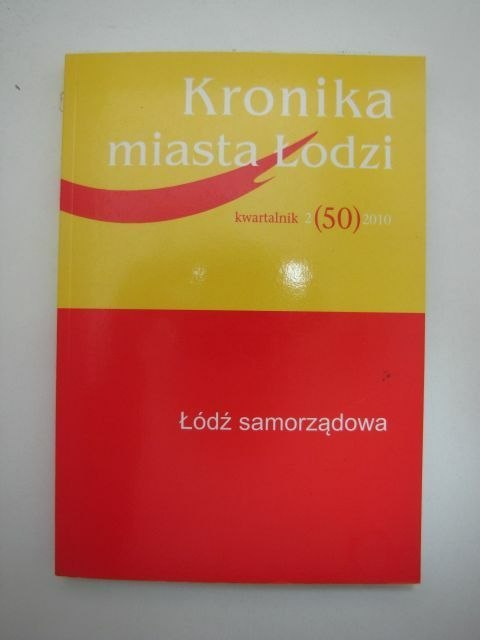 Kronika
miasta Łodzi
kwartalnik 2(50)2010
Łódź samorządowa